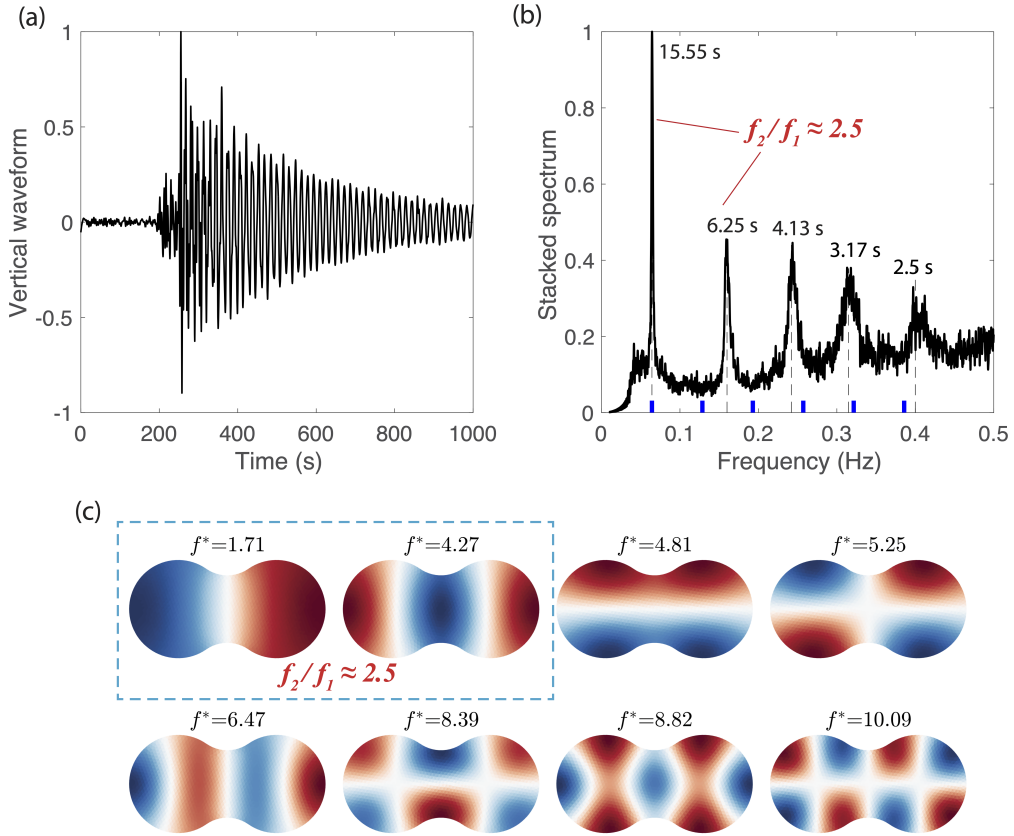 (a)
1
0.5
0
-0.5
-1
0 200 400 600 800 1000
Time (s)
Vertical waveform
(b)
1
0.8
0.6
0.4
0.2
0
0 0.1 0.2 0.3 0.4 0.5
Frequency (Hz)
Stacked spectrum
15.55 s
f₂/f₁ ≈ 2.5
6.25 s
4.13 s
3.17 s
2.5 s
(c)
f*=1.71
f*=4.27
f*=4.81
f*=5.25
f₂/f₁ ≈ 2.5
f*=6.47
f*=8.39
f*=8.82
f*=10.09